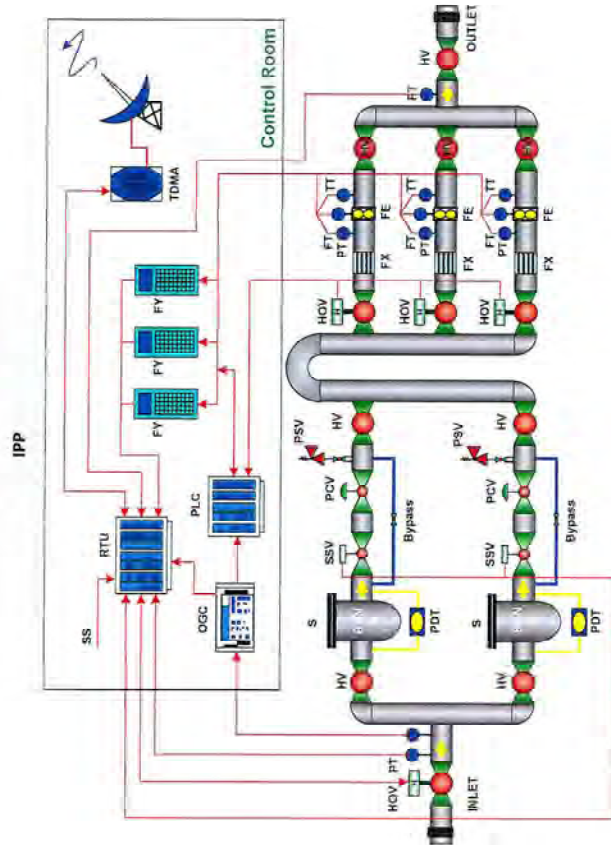 IPP
SS
RTU
FY
FY
FY
TDMA
OGC
PLC
Control Room
HOV
PT
INLET
HV
S
PDT
SSV
PCV
PSV
Bypass
HV
HOV
FX
PT
FT
TT
FE
HOV
FX
PT
FT
TT
FE
FT
HV
OUTLET
HV
S
PDT
SSV
PCV
PSV
Bypass
HV
HOV
FX
PT
FT
TT
FE